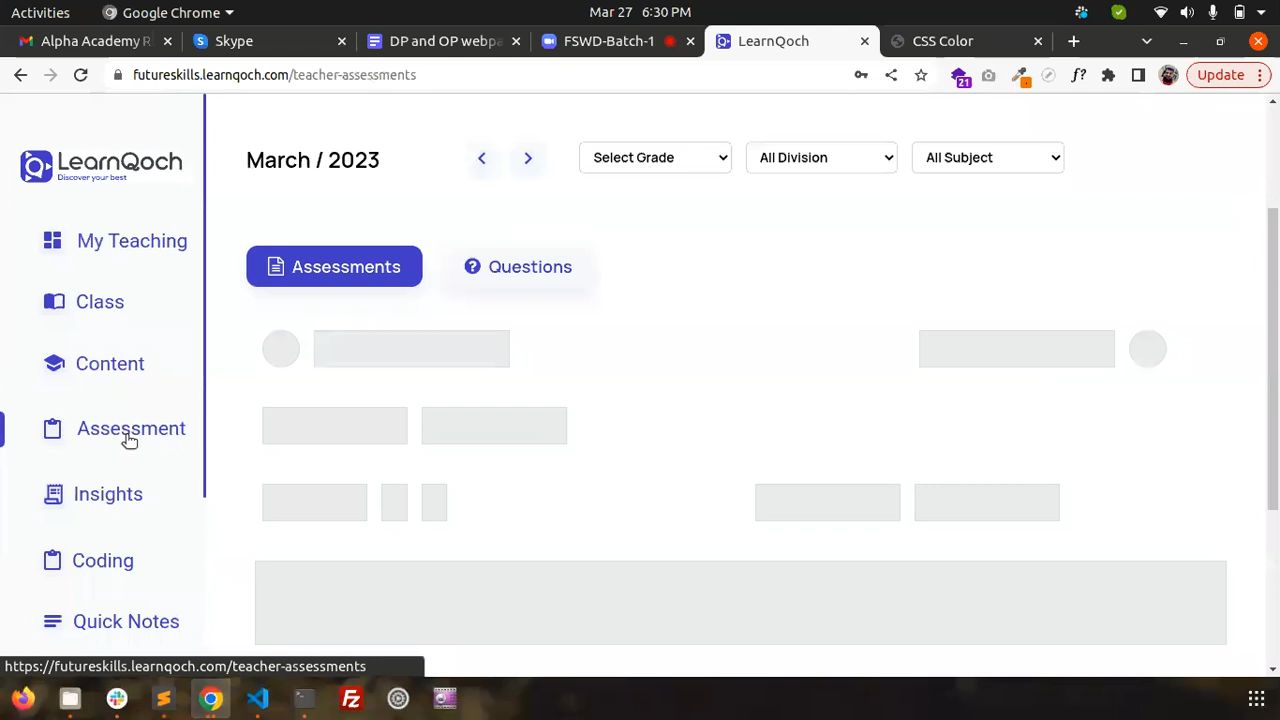 Activities
Google Chrome
Mar 27 6:30 PM
Alpha Academy R
Skype
DP and OP webpa
FSWD-Batch-1
LearnQoch
CSS Color
futureskills.learnqoch.com/teacher-assessments
f?
21
Update
LearnQoch
Discover your best
March / 2023
Select Grade
All Division
All Subject
My Teaching
Class
Content
Assessment
Insights
Coding
Quick Notes
Assessments
Questions
https://futureskills.learnqoch.com/teacher-assessments